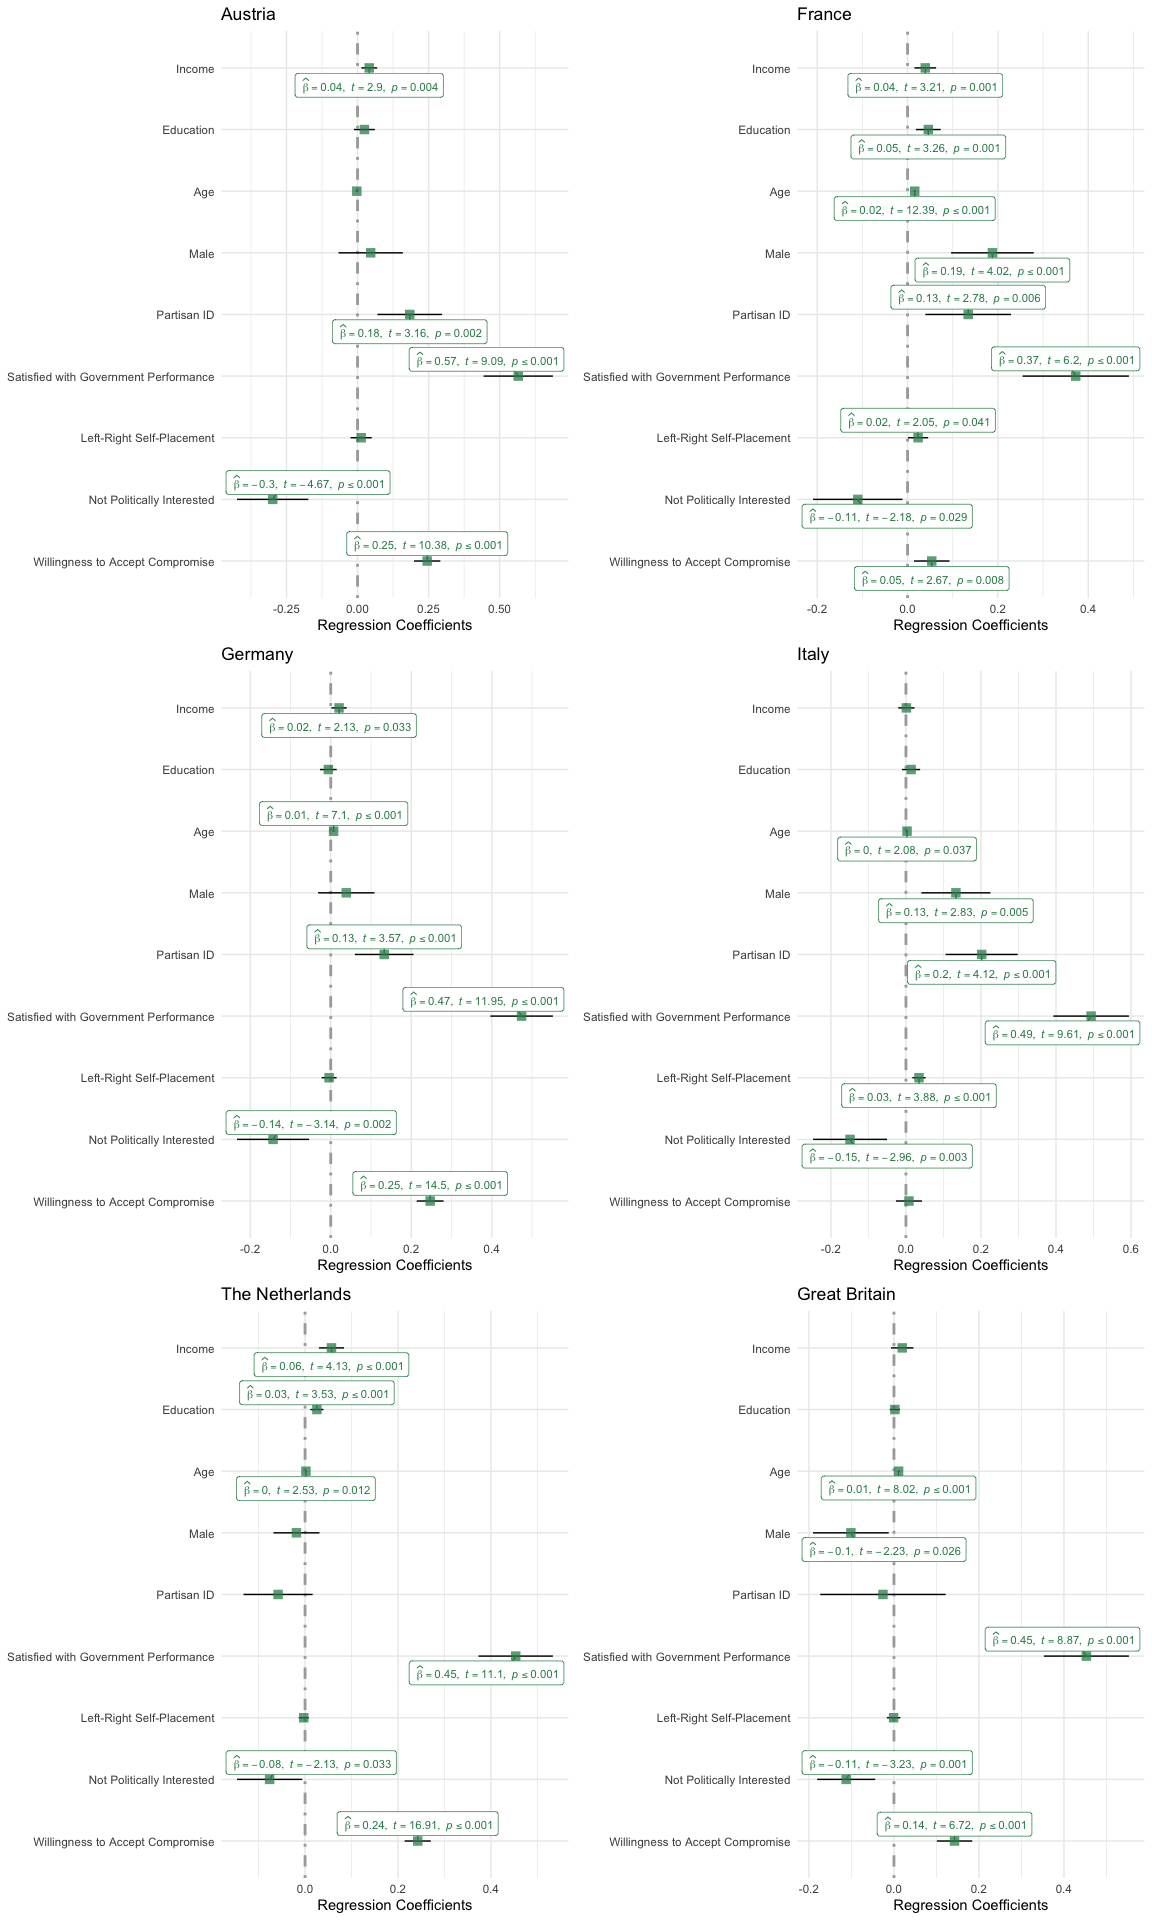 Austria
Income
β̂ = 0.04, t = 2.9, p = 0.004
Education
Age
Male
Partisan ID
β̂ = 0.18, t = 3.16, p = 0.002
β̂ = 0.57, t = 9.09, p ≤ 0.001
Satisfied with Government Performance
Left-Right Self-Placement
β̂ = −0.3, t = −4.67, p ≤ 0.001
Not Politically Interested
β̂ = 0.25, t = 10.38, p ≤ 0.001
Willingness to Accept Compromise
-0.25 0.00 0.25 0.50
Regression Coefficients
France
Income
β̂ = 0.04, t = 3.21, p = 0.001
Education
β̂ = 0.05, t = 3.26, p = 0.001
Age
β̂ = 0.02, t = 12.39, p ≤ 0.001
Male
β̂ = 0.19, t = 4.02, p ≤ 0.001
β̂ = 0.13, t = 2.78, p = 0.006
Partisan ID
β̂ = 0.37, t = 6.2, p ≤ 0.001
Satisfied with Government Performance
β̂ = 0.02, t = 2.05, p = 0.041
Left-Right Self-Placement
Not Politically Interested
β̂ = −0.11, t = −2.18, p = 0.029
Willingness to Accept Compromise
β̂ = 0.05, t = 2.67, p = 0.008
-0.2 0.0 0.2 0.4
Regression Coefficients
Germany
Income
β̂ = 0.02, t = 2.13, p = 0.033
Education
β̂ = 0.01, t = 7.1, p ≤ 0.001
Age
Male
β̂ = 0.13, t = 3.57, p ≤ 0.001
Partisan ID
β̂ = 0.47, t = 11.95, p ≤ 0.001
Satisfied with Government Performance
Left-Right Self-Placement
β̂ = −0.14, t = −3.14, p = 0.002
Not Politically Interested
β̂ = 0.25, t = 14.5, p ≤ 0.001
Willingness to Accept Compromise
-0.2 0.0 0.2 0.4
Regression Coefficients
Italy
Income
Education
Age
β̂ = 0, t = 2.08, p = 0.037
Male
β̂ = 0.13, t = 2.83, p = 0.005
Partisan ID
β̂ = 0.2, t = 4.12, p ≤ 0.001
Satisfied with Government Performance
β̂ = 0.49, t = 9.61, p ≤ 0.001
Left-Right Self-Placement
β̂ = 0.03, t = 3.88, p ≤ 0.001
Not Politically Interested
β̂ = −0.15, t = −2.96, p = 0.003
Willingness to Accept Compromise
-0.2 0.0 0.2 0.4 0.6
Regression Coefficients
The Netherlands
Income
β̂ = 0.06, t = 4.13, p ≤ 0.001
β̂ = 0.03, t = 3.53, p ≤ 0.001
Education
Age
β̂ = 0, t = 2.53, p = 0.012
Male
Partisan ID
Satisfied with Government Performance
β̂ = 0.45, t = 11.1, p ≤ 0.001
Left-Right Self-Placement
β̂ = −0.08, t = −2.13, p = 0.033
Not Politically Interested
β̂ = 0.24, t = 16.91, p ≤ 0.001
Willingness to Accept Compromise
0.0 0.2 0.4
Regression Coefficients
Great Britain
Income
Education
Age
β̂ = 0.01, t = 8.02, p ≤ 0.001
Male
β̂ = −0.1, t = −2.23, p = 0.026
Partisan ID
β̂ = 0.45, t = 8.87, p ≤ 0.001
Satisfied with Government Performance
Left-Right Self-Placement
β̂ = −0.11, t = −3.23, p = 0.001
Not Politically Interested
β̂ = 0.14, t = 6.72, p ≤ 0.001
Willingness to Accept Compromise
-0.2 0.0 0.2 0.4
Regression Coefficients